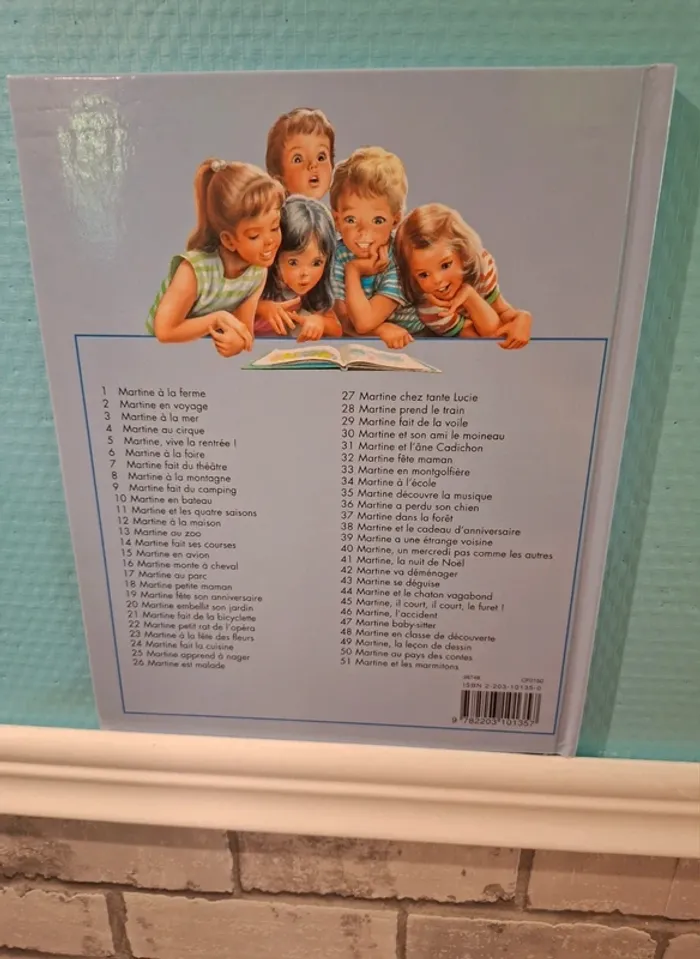 1 Martine à la ferme
2 Martine en voyage
3 Martine à la mer
4 Martine au cirque
5 Martine, vive la rentrée !
6 Martine à la foire
7 Martine fait du théâtre
8 Martine à la montagne
9 Martine fait du camping
10 Martine en bateau
11 Martine et les quatre saisons
12 Martine à la maison
13 Martine au zoo
14 Martine fait ses courses
15 Martine en avion
16 Martine monte à cheval
17 Martine au parc
18 Martine petite maman
19 Martine fête son anniversaire
20 Martine embellit son jardin
21 Martine fait de la bicyclette
22 Martine petit rat de l'opéra
23 Martine à la fête des fleurs
24 Martine fait la cuisine
25 Martine apprend à nager
26 Martine est malade
27 Martine chez tante Lucie
28 Martine prend le train
29 Martine fait de la voile
30 Martine et son ami le moineau
31 Martine et l'âne Cadichon
32 Martine fête maman
33 Martine en montgolfière
34 Martine à l'école
35 Martine découvre la musique
36 Martine a perdu son chien
37 Martine dans la forêt
38 Martine et le cadeau d'anniversaire
39 Martine a une étrange voisine
40 Martine, un mercredi pas comme les autres
41 Martine, la nuit de Noël
42 Martine va déménager
43 Martine se déguise
44 Martine et le chaton vagabond
45 Martine, il court, il court, le furet !
46 Martine, l'accident
47 Martine baby-sitter
48 Martine en classe de découverte
49 Martine, la leçon de dessin
50 Martine au pays des contes
51 Martine et les marmitons
ISBN 2-203-10135-0
9 782203 101357